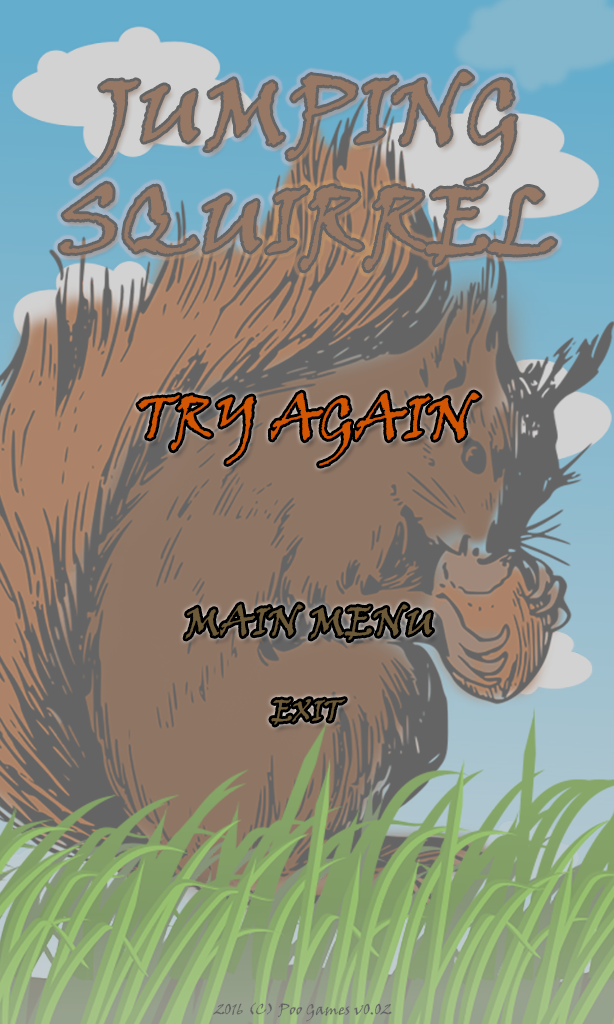 JUMPING
SQUIRREL
TRY AGAIN
MAIN MENU
EXIT
2016 (C) Poo Games v0.02